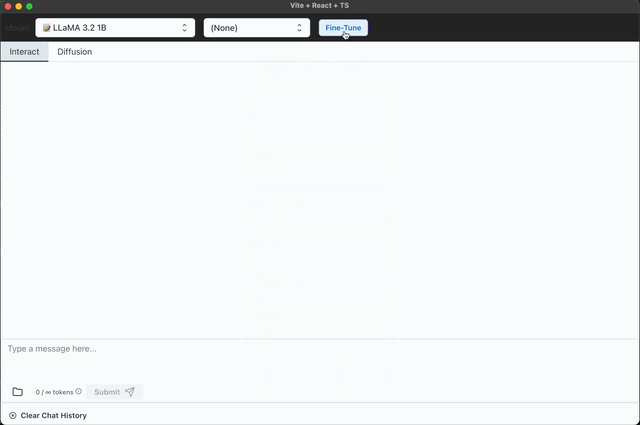 Vite + React + TS
Model: LLaMA 3.2 1B (None) Fine-Tune
Interact Diffusion
Type a message here...
0 / ∞ tokens Submit
Clear Chat History